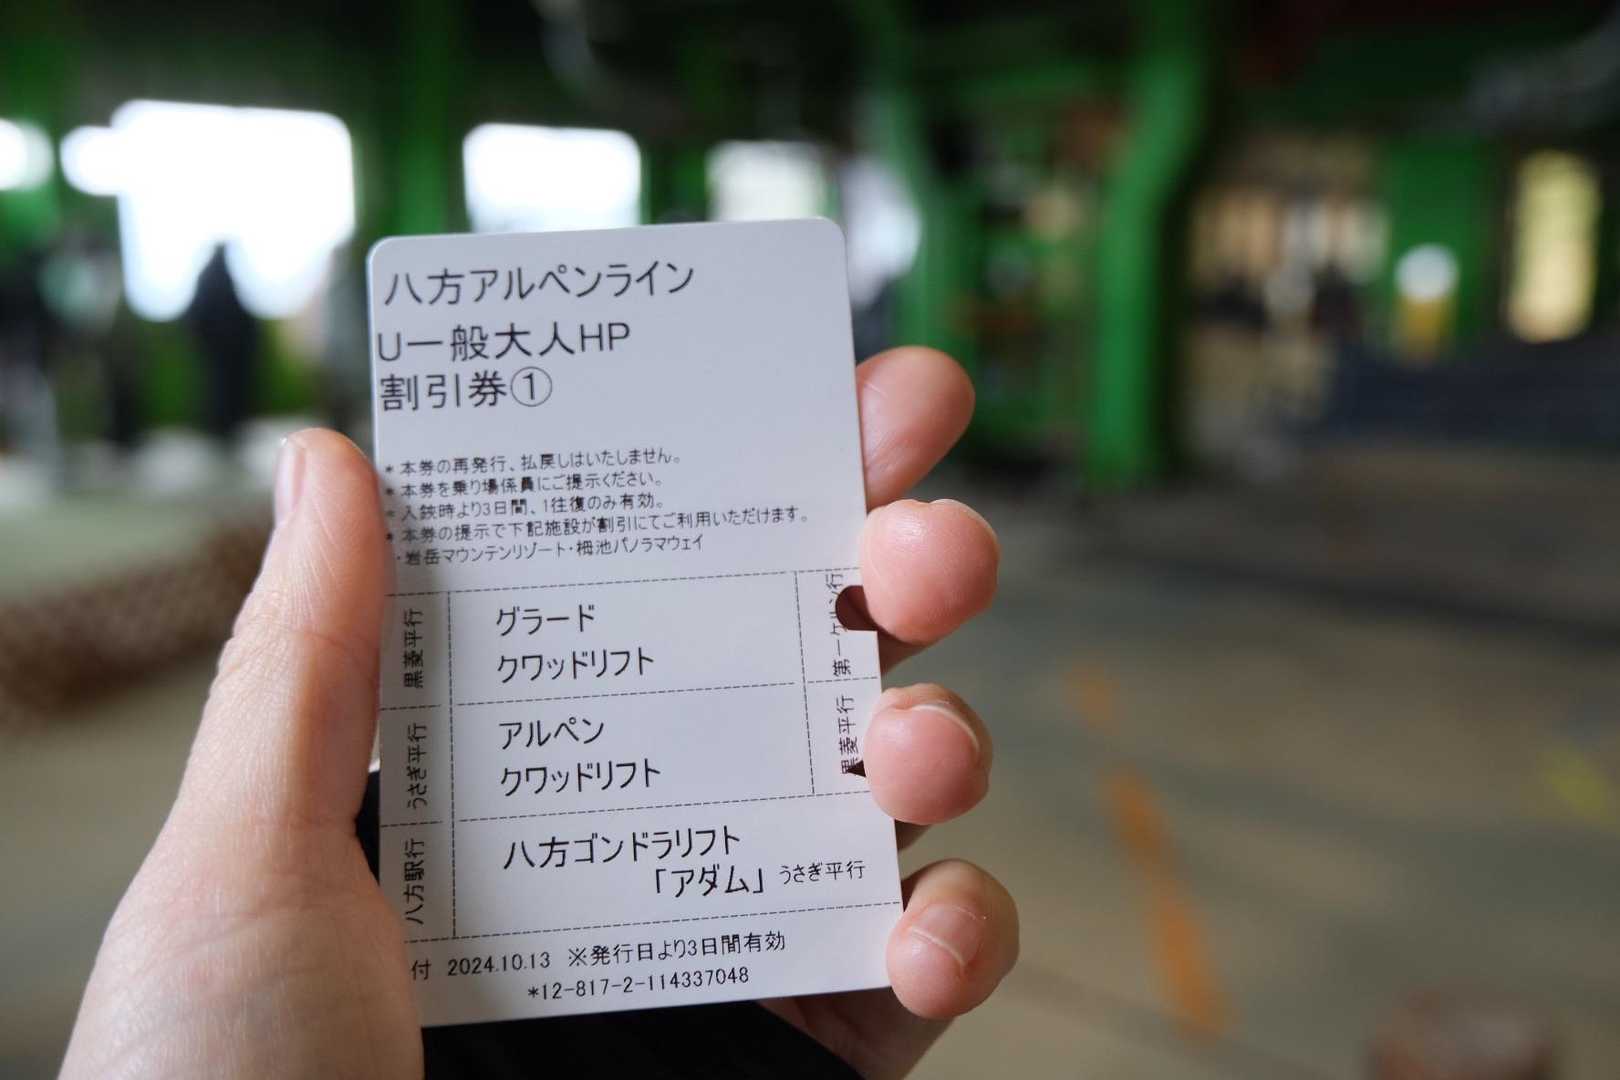 八方アルペンライン
U一般大人HP
割引券①
*本券の再発行、払戻しはいたしません。
*本券を乗り場係員にご提示ください。
*入鋏時より3日間、1往復のみ有効。
*本券の提示で下記施設が割引にてご利用いただけます。
・岩岳マウンテンリゾート・栂池パノラマウェイ
黒菱平行
グラード
クワッドリフト
第一ケルン行
うさぎ平行
アルペン
クワッドリフト
黒菱平行
八方駅行
八方ゴンドラリフト
「アダム」 うさぎ平行
付 2024.10.13 ※発行日より3日間有効
*12-817-2-114337048